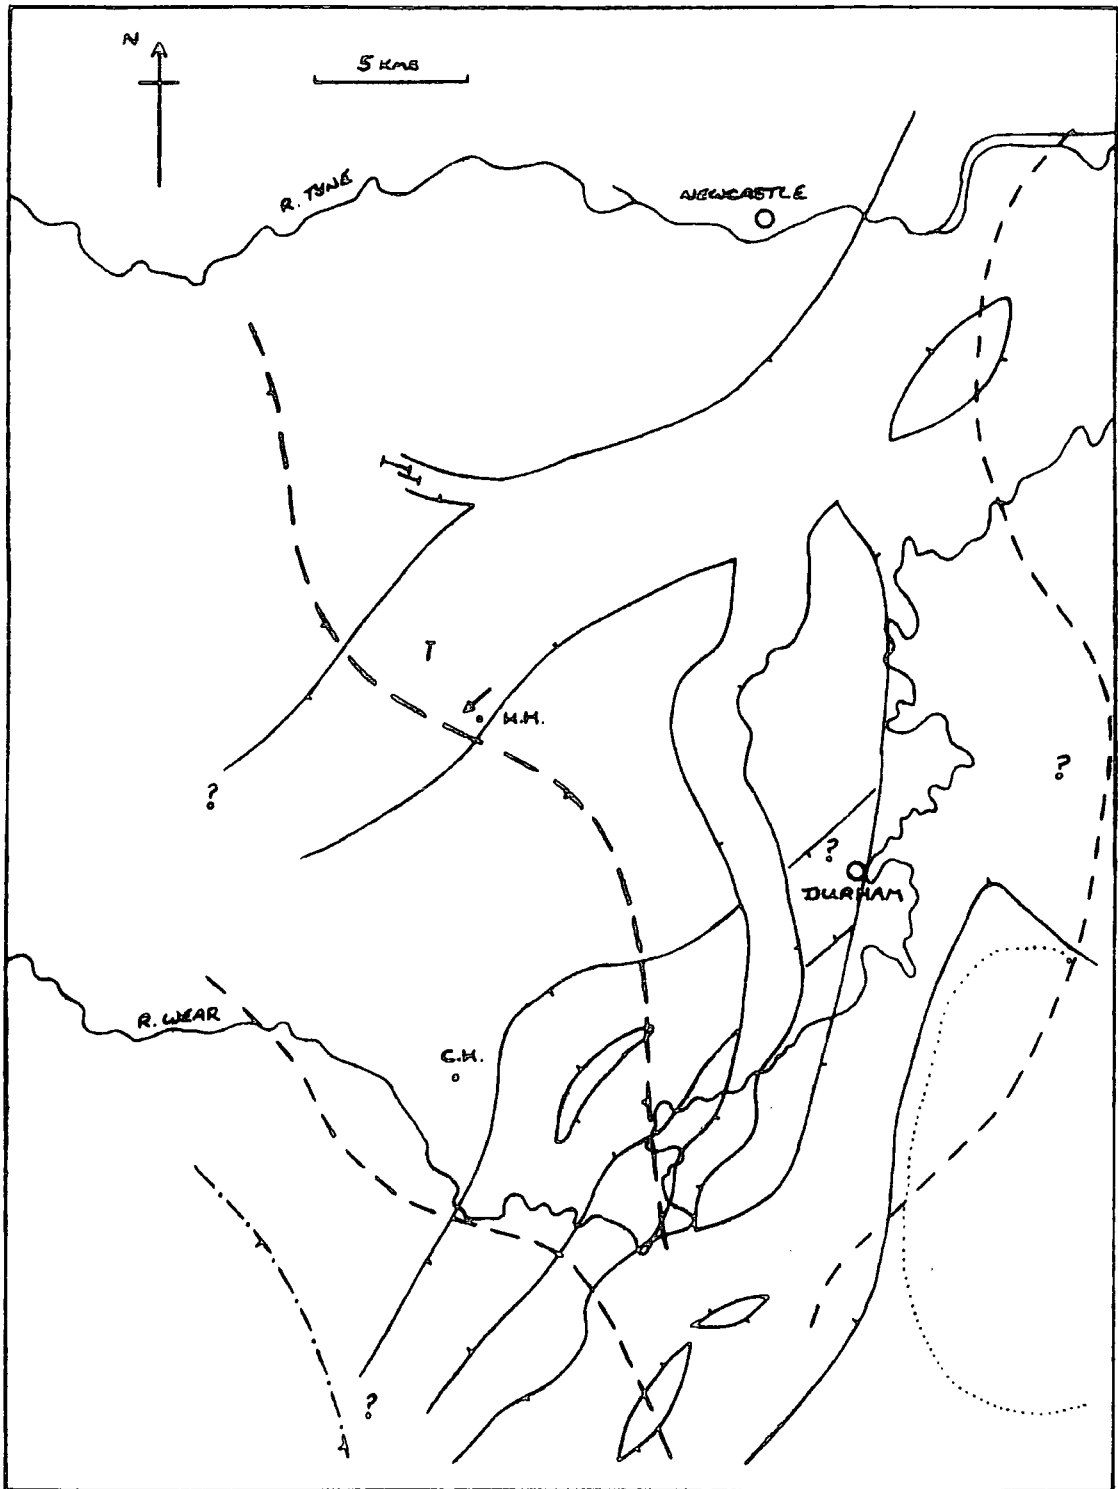 N
5 KMS
R. TYNE
NEWCASTLE
T
H.H.
?
?
?
DURHAM
R. WEAR
C.H.
?